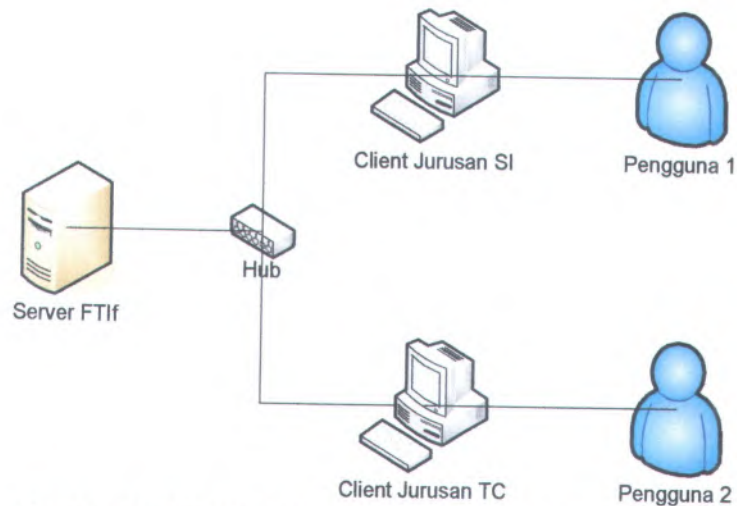 Client Jurusan SI
Pengguna 1
Hub
Server FTIf
Client Jurusan TC
Pengguna 2